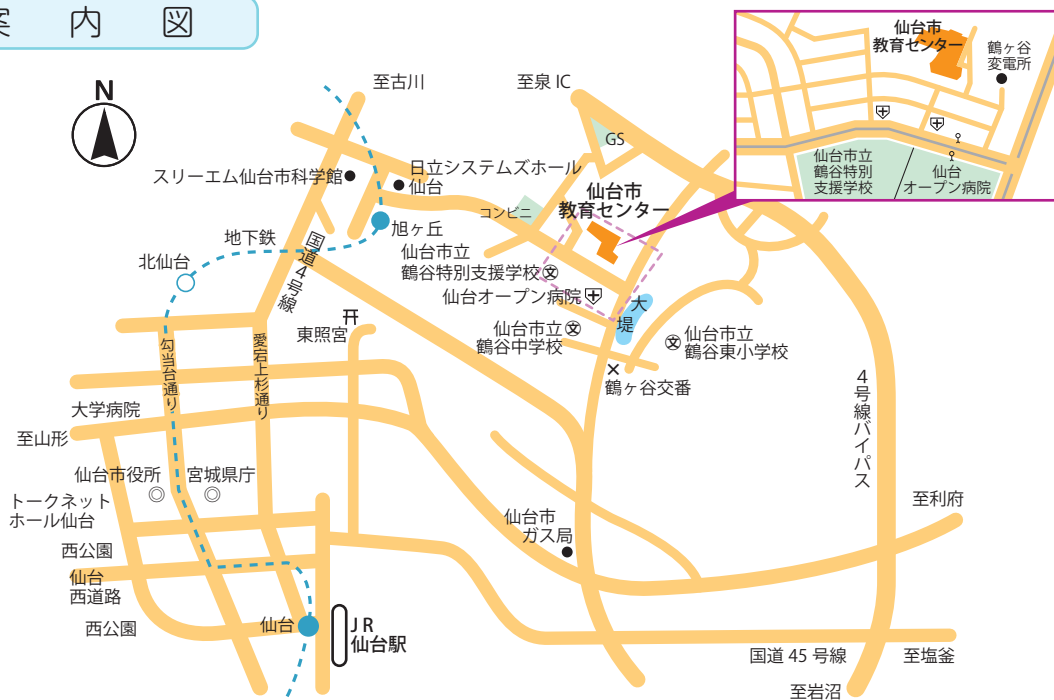 案内図
N
至古川
至泉 IC
GS
スリーエム仙台市科学館
日立システムズホール
仙台
コンビニ
仙台市
教育センター
旭ヶ丘
地下鉄
国道4号線
北仙台
仙台市立
鶴谷特別支援学校
文
仙台オープン病院
大堤
東照宮
仙台市立
鶴谷中学校
文
文
仙台市立
鶴谷東小学校
鶴ヶ谷交番
勾当台通り
愛宕上杉通り
4号線バイパス
大学病院
至山形
仙台市役所
宮城県庁
トークネット
ホール仙台
仙台市
ガス局
至利府
西公園
仙台
西道路
西公園
仙台
JR
仙台駅
国道 45 号線
至塩釜
至岩沼
仙台市
教育センター
鶴ヶ谷
変電所
仙台市立
鶴谷特別
支援学校
仙台
オープン病院